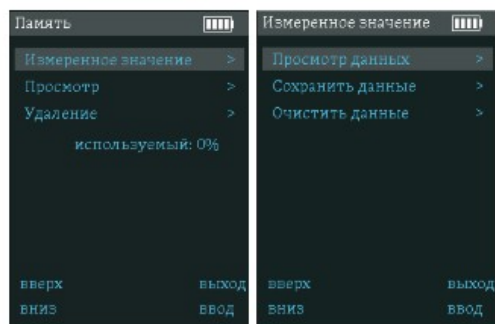 Память
Измеренное значение >
Просмотр >
Удаление >
используемый: 0%
вверх выход
вниз ввод
Измеренное значение
Просмотр данных >
Сохранить данные >
Очистить данные >
вверх выход
вниз ввод